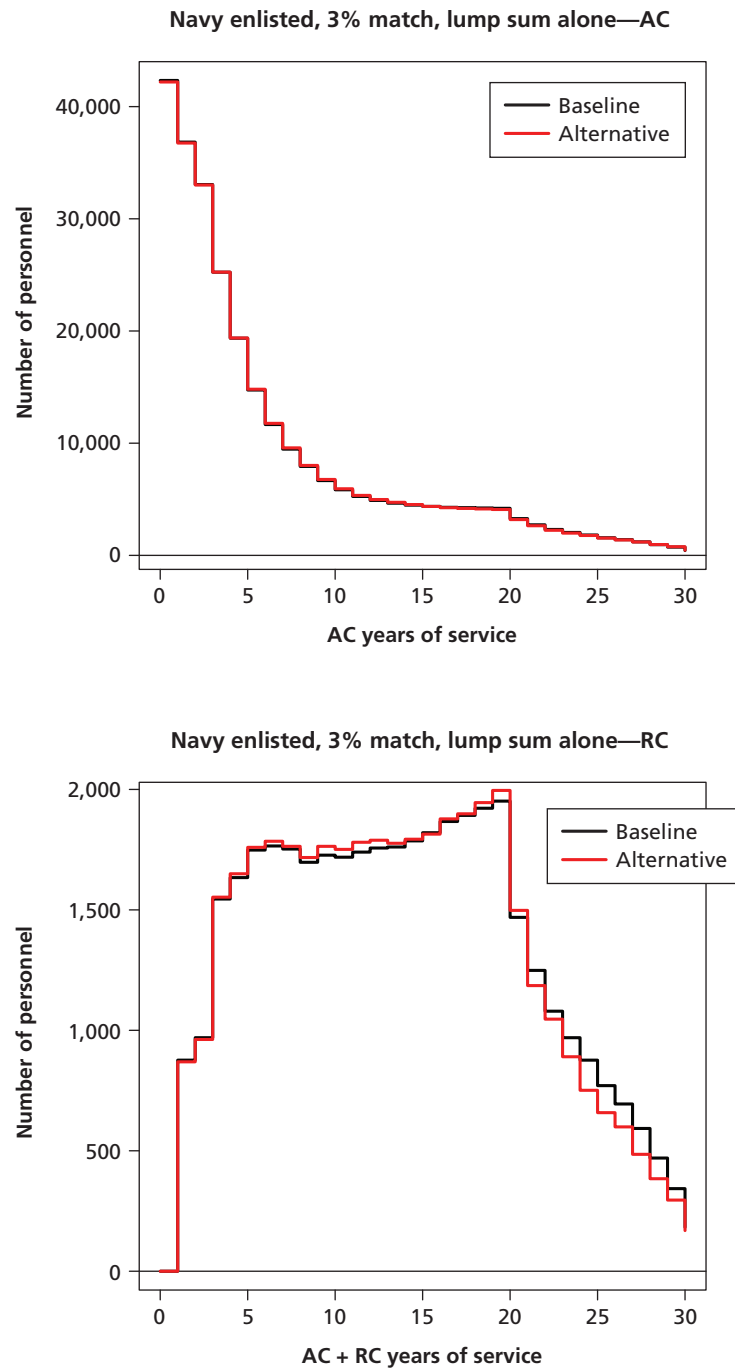 Navy enlisted, 3% match, lump sum alone—AC
Baseline
Alternative
40,000
30,000
20,000
10,000
0
Number of personnel
0 5 10 15 20 25 30
AC years of service
Navy enlisted, 3% match, lump sum alone—RC
Baseline
Alternative
2,000
1,500
1,000
500
0
Number of personnel
0 5 10 15 20 25 30
AC + RC years of service